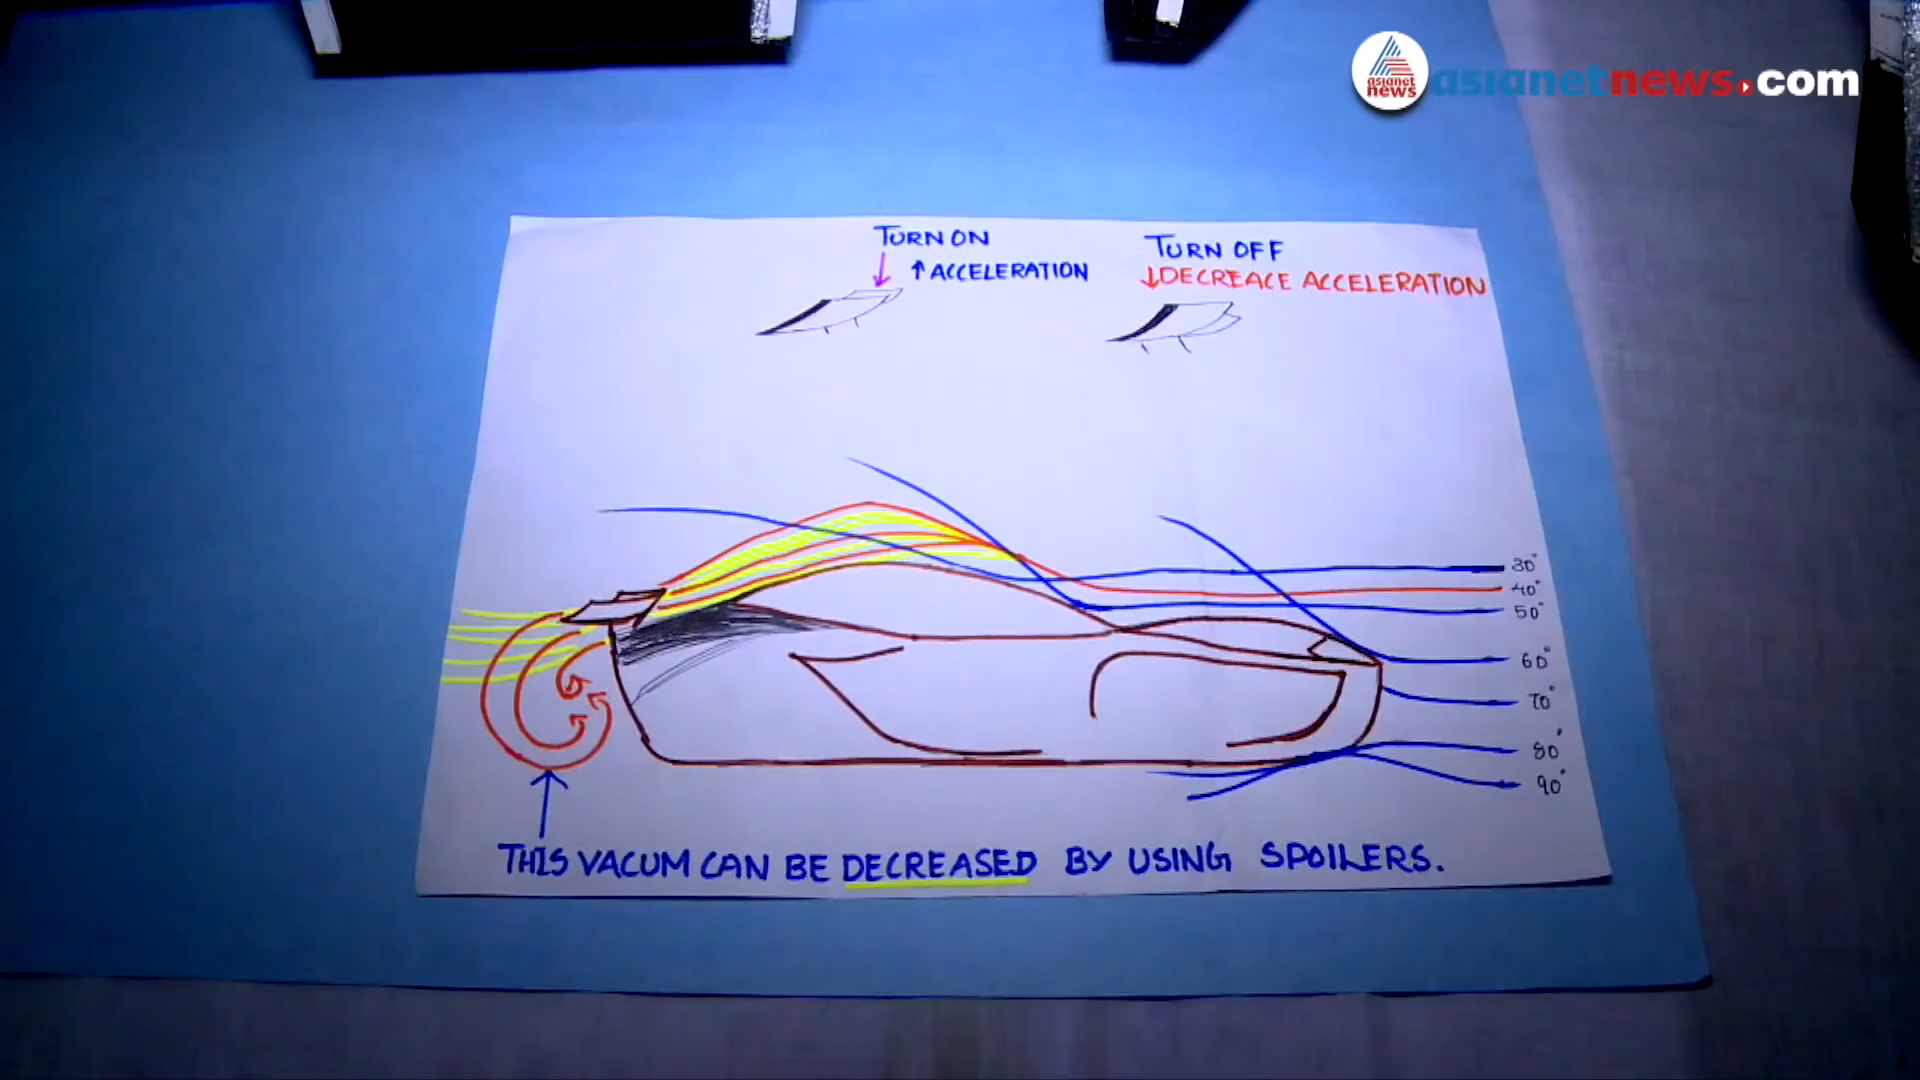 asianet news
asianetnews.com
TURN ON
↑ ACCELERATION
TURN OFF
↓DECREACE ACCELERATION
30°
40°
50°
60°
70°
80°
90°
THIS VACUM CAN BE DECREASED BY USING SPOILERS.